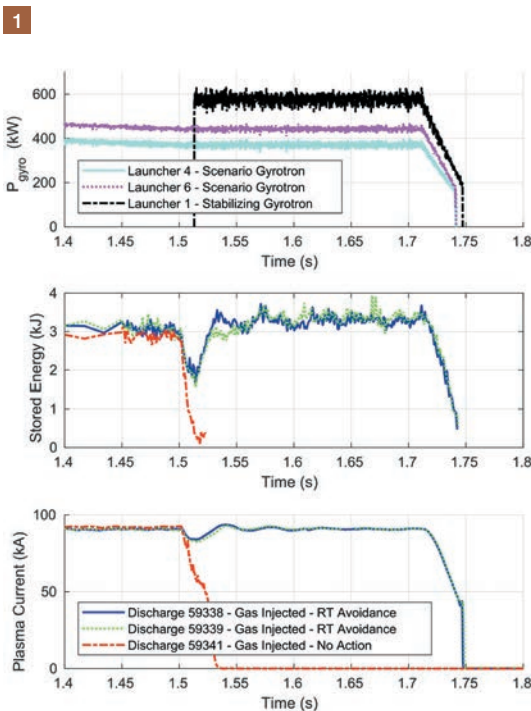 1
P_gyro (kW)
600
400
200
0
Launcher 4 - Scenario Gyrotron
Launcher 6 - Scenario Gyrotron
Launcher 1 - Stabilizing Gyrotron
1.4 1.45 1.5 1.55 1.6 1.65 1.7 1.75 1.8
Time (s)
Stored Energy (kJ)
4
3
2
1
0
1.4 1.45 1.5 1.55 1.6 1.65 1.7 1.75 1.8
Time (s)
Plasma Current (kA)
100
50
0
Discharge 59338 - Gas Injected - RT Avoidance
Discharge 59339 - Gas Injected - RT Avoidance
Discharge 59341 - Gas Injected - No Action
1.4 1.45 1.5 1.55 1.6 1.65 1.7 1.75 1.8
Time (s)